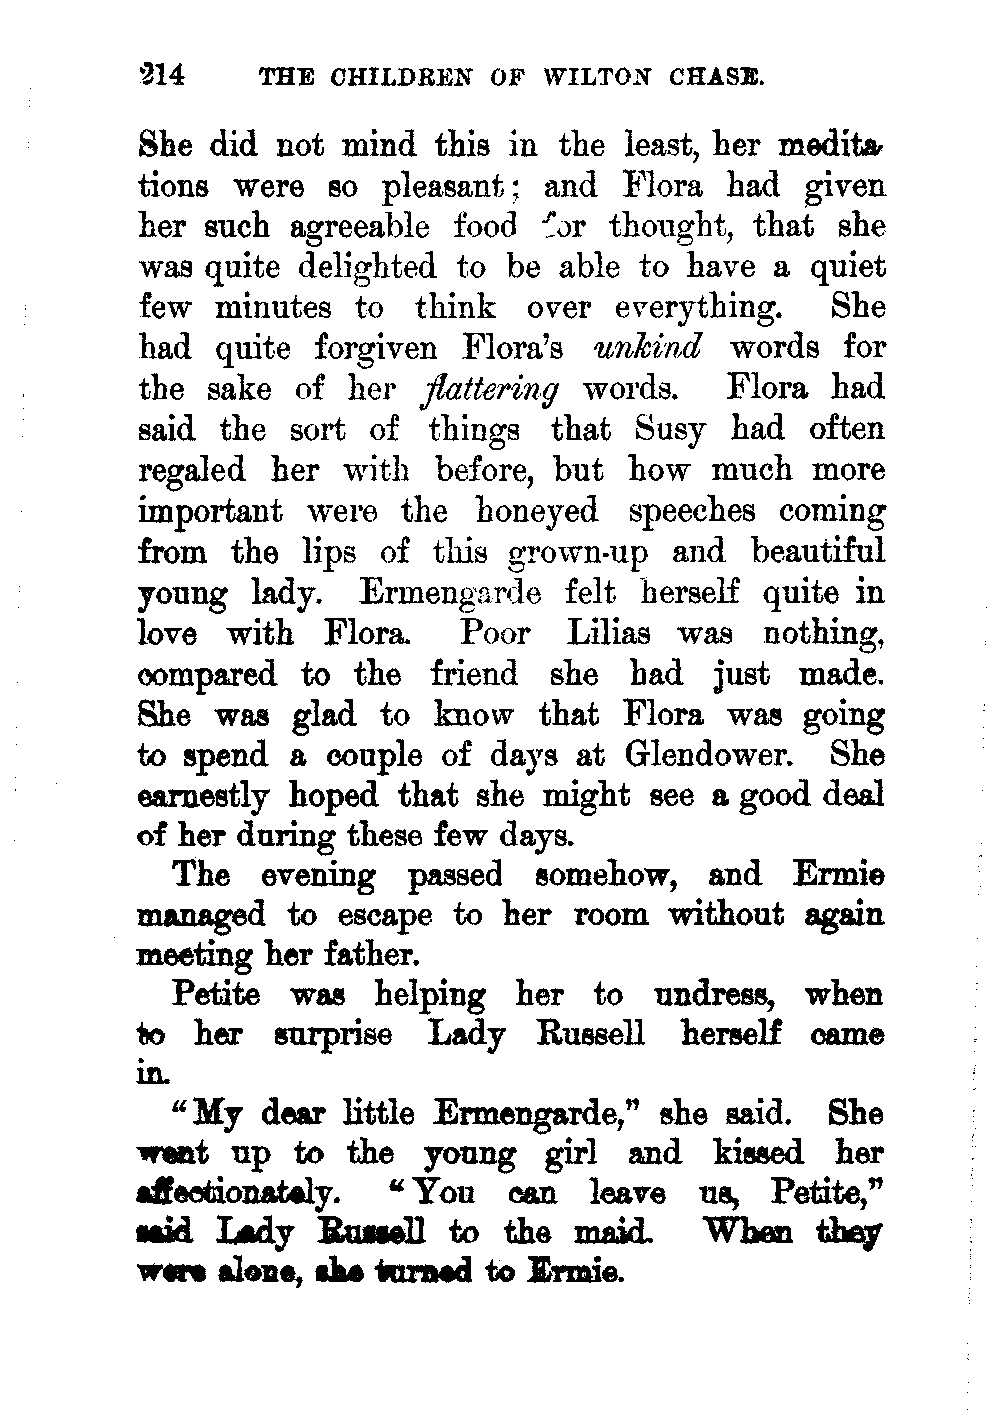 214 THE CHILDREN OF WILTON CHASE.
She did not mind this in the least, her medita-
tions were so pleasant; and Flora had given
her such agreeable food for thought, that she
was quite delighted to be able to have a quiet
few minutes to think over everything. She
had quite forgiven Flora's unkind words for
the sake of her flattering words. Flora had
said the sort of things that Susy had often
regaled her with before, but how much more
important were the honeyed speeches coming
from the lips of this grown-up and beautiful
young lady. Ermengarde felt herself quite in
love with Flora. Poor Lilias was nothing,
compared to the friend she had just made.
She was glad to know that Flora was going
to spend a couple of days at Glendower. She
earnestly hoped that she might see a good deal
of her during these few days.
The evening passed somehow, and Ermie
managed to escape to her room without again
meeting her father.
Petite was helping her to undress, when
to her surprise Lady Russell herself came
in.
"My dear little Ermengarde," she said. She
went up to the young girl and kissed her
affectionately. "You can leave us, Petite,"
said Lady Russell to the maid. When they
were alone, she turned to Ermie.